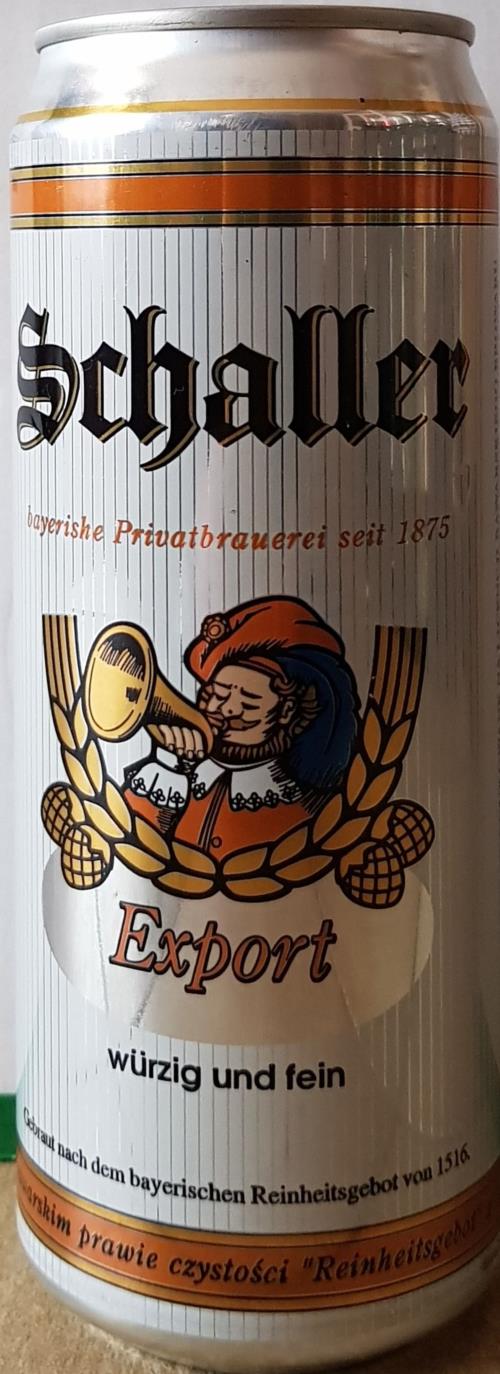 Schaller
bayerishe Privatbrauerei seit 1875
Export
würzig und fein
Gebraut nach dem bayerischen Reinheitsgebot von 1516.
prawie czystości "Reinheitsgebot"